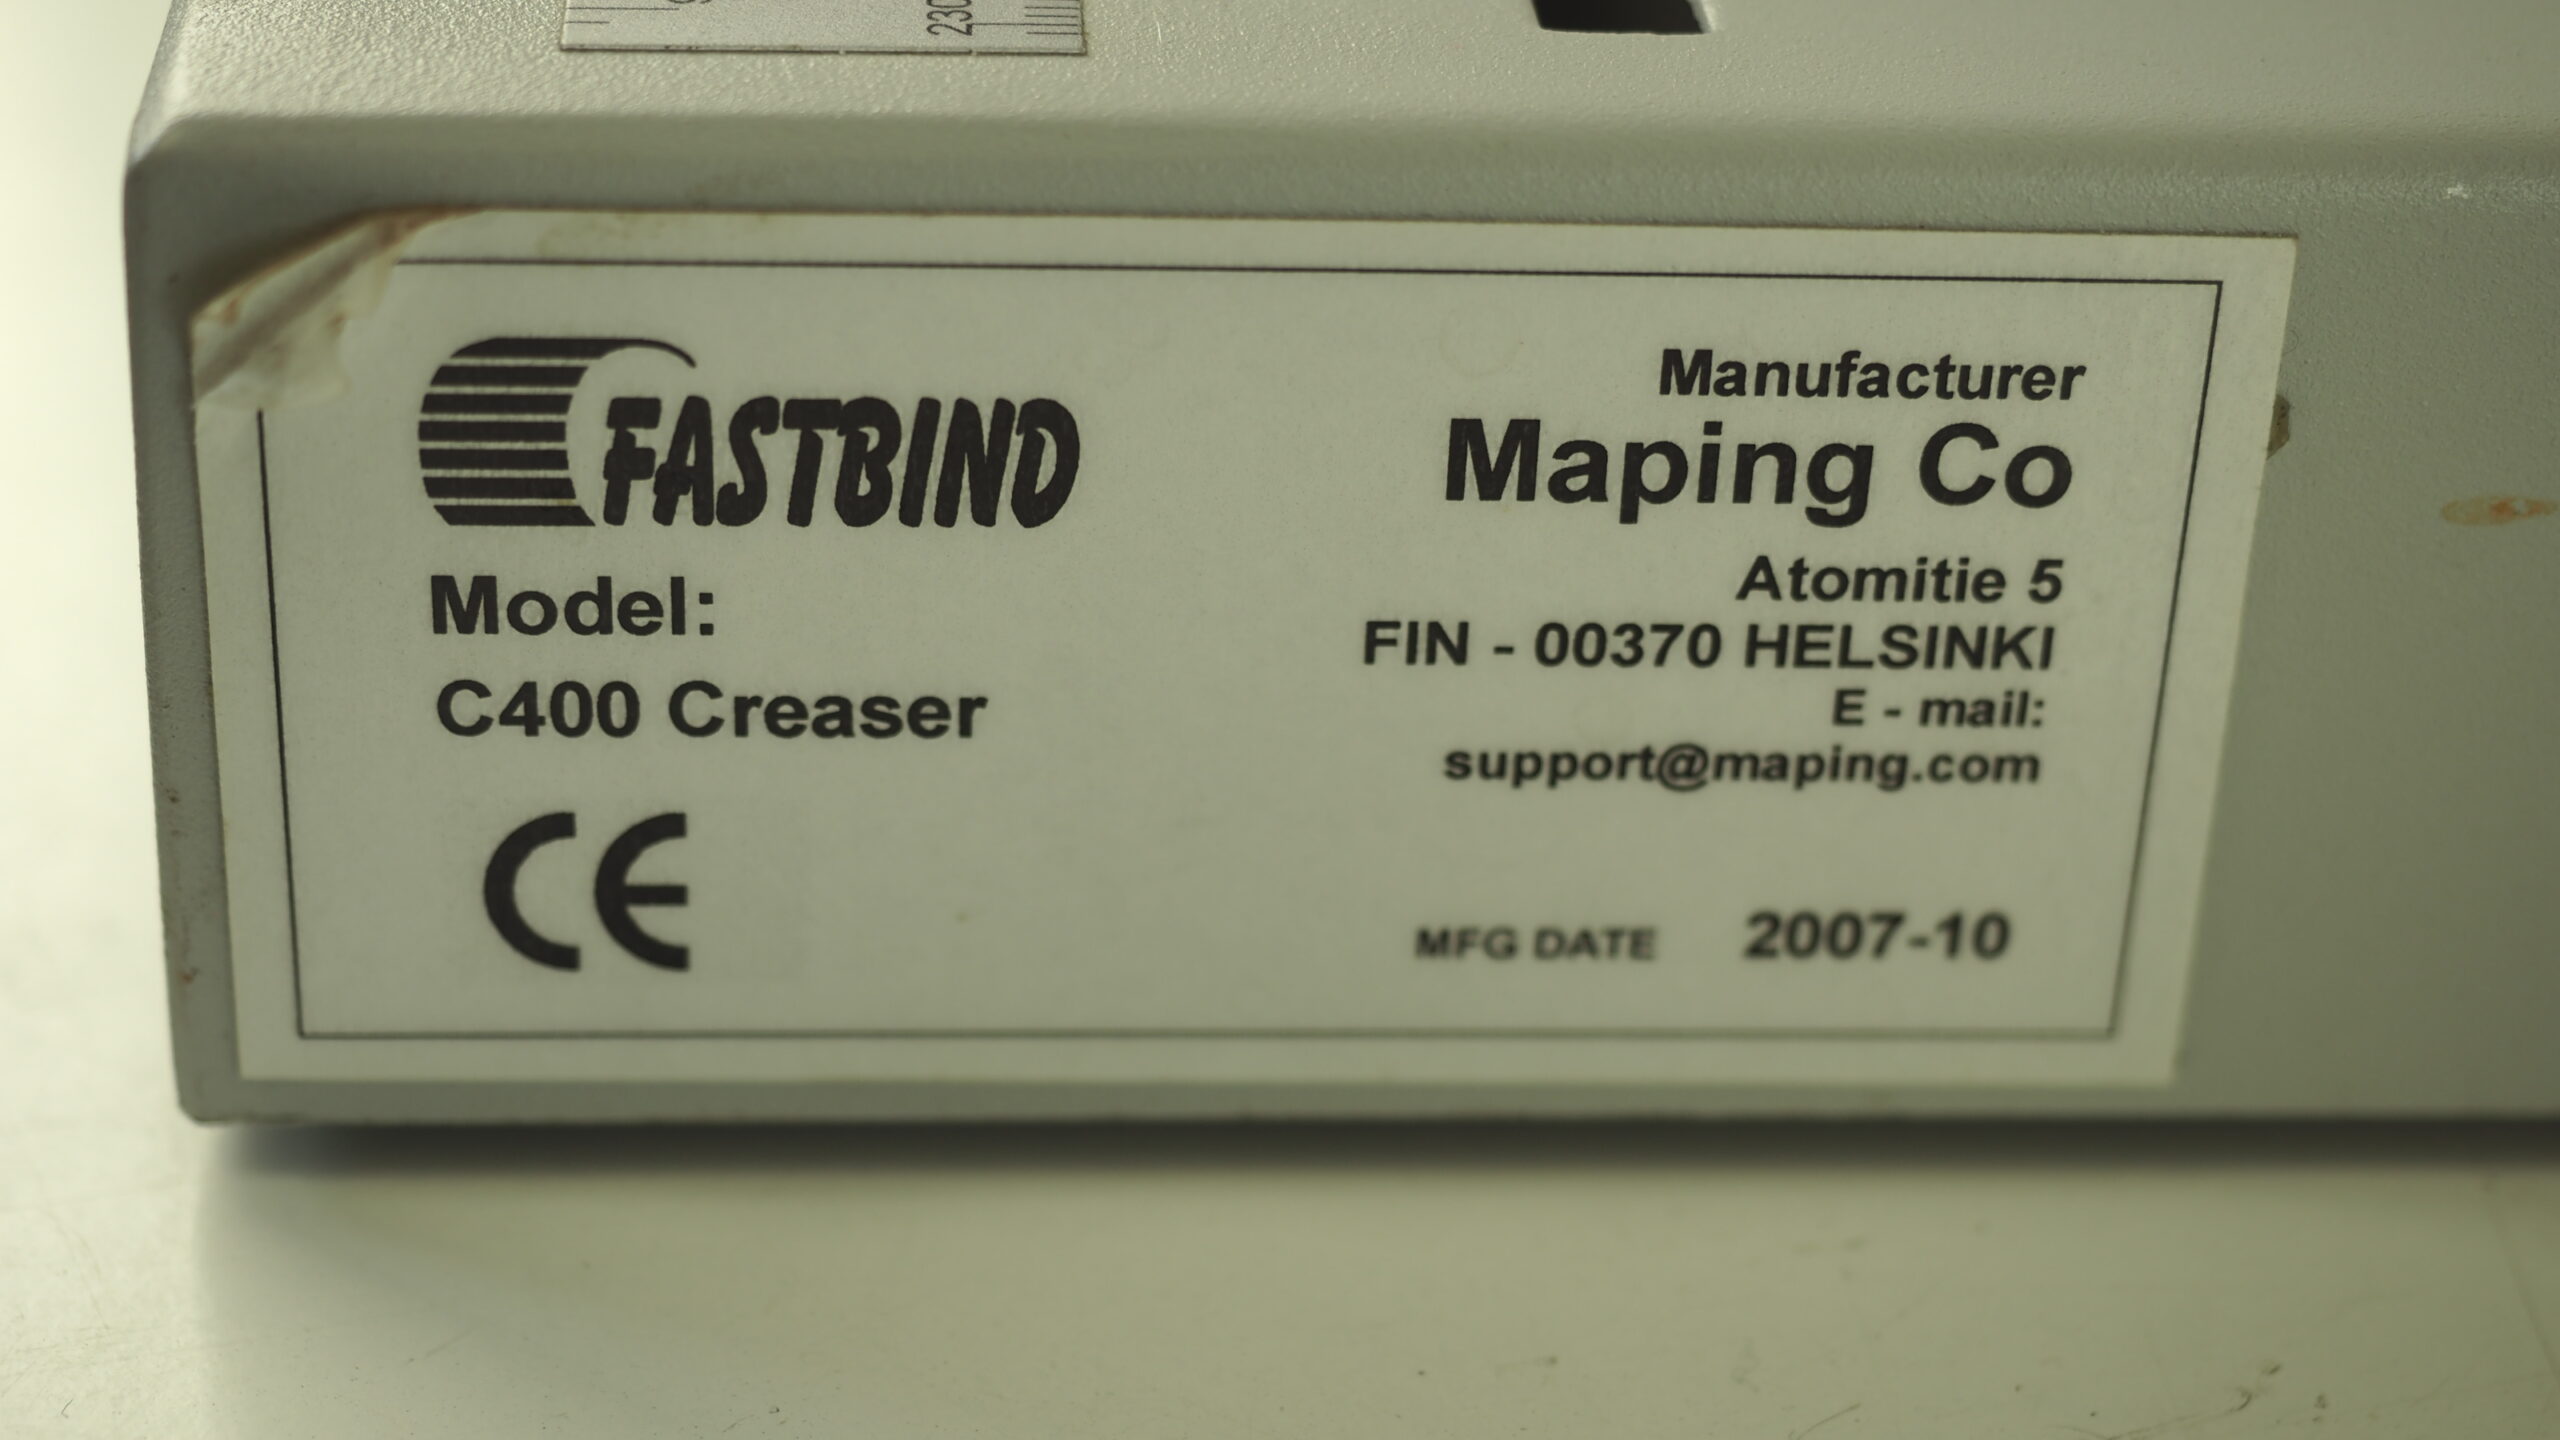 230
FASTBIND
Model:
C400 Creaser
CE
Manufacturer
Maping Co
Atomitie 5
FIN - 00370 HELSINKI
E - mail:
support@maping.com
MFG DATE 2007-10